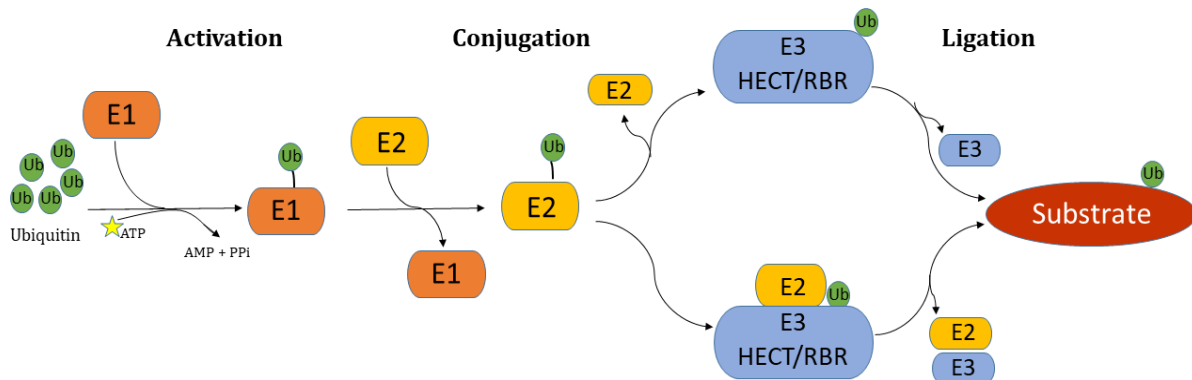 Activation
Conjugation
Ligation
Ub
Ub
Ub
Ub
Ub
Ubiquitin
E1
ATP
AMP + PPi
Ub
E1
E2
E1
Ub
E2
E2
Ub
E3
HECT/RBR
E3
E2
Ub
E3
HECT/RBR
E2
E3
Ub
Substrate